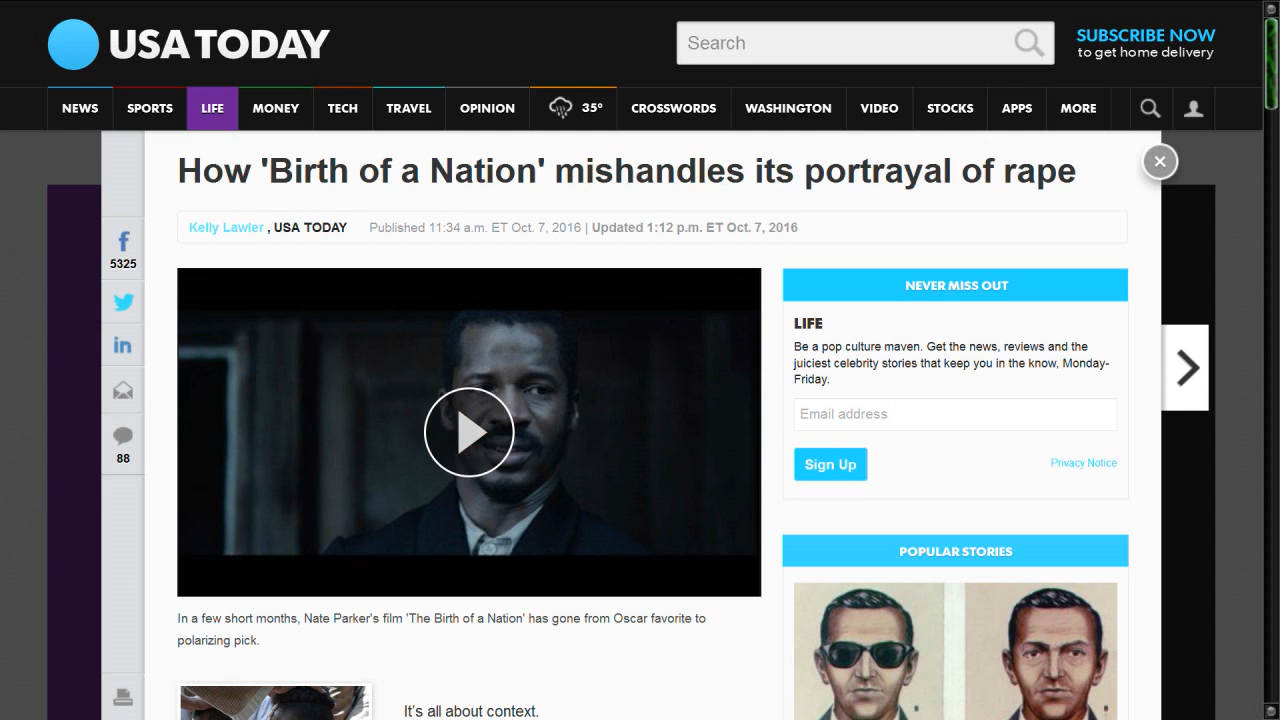 USA TODAY
Search
SUBSCRIBE NOW
to get home delivery
NEWS
SPORTS
LIFE
MONEY
TECH
TRAVEL
OPINION
35°
CROSSWORDS
WASHINGTON
VIDEO
STOCKS
APPS
MORE
How 'Birth of a Nation' mishandles its portrayal of rape
Kelly Lawler , USA TODAY
Published 11:34 a.m. ET Oct. 7, 2016 | Updated 1:12 p.m. ET Oct. 7, 2016
5325
88
In a few short months, Nate Parker's film 'The Birth of a Nation' has gone from Oscar favorite to
polarizing pick.
It's all about context.
NEVER MISS OUT
LIFE
Be a pop culture maven. Get the news, reviews and the
juiciest celebrity stories that keep you in the know, Monday-
Friday.
Email address
Sign Up
Privacy Notice
POPULAR STORIES